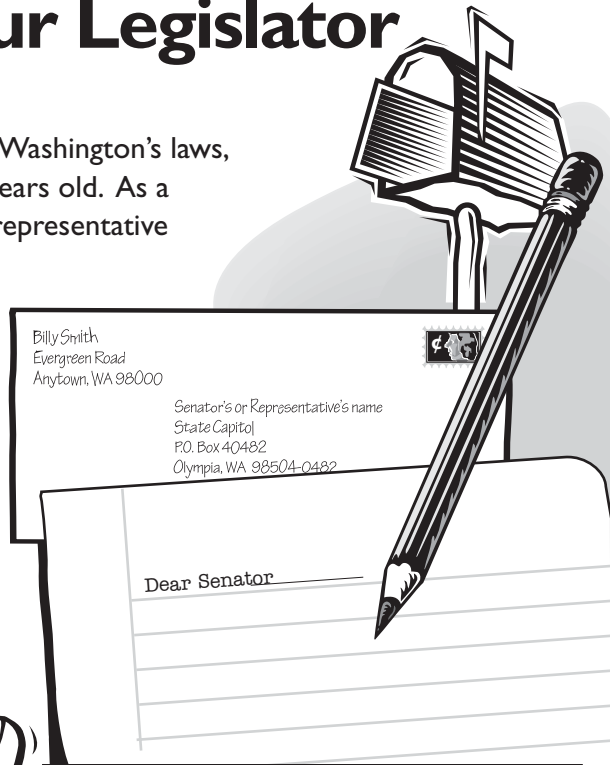 ur Legislator
Washington's laws,
ears old. As a
representative
Billy Smith
Evergreen Road
Anytown, WA 98000
¢
Senator's or Representative's name
State Capitol
P.O. Box 40482
Olympia, WA 98504-0482
Dear Senator